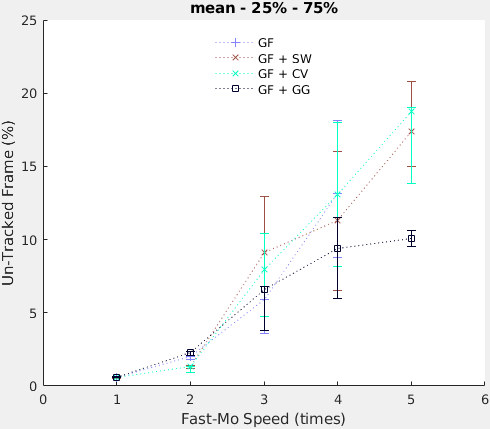 mean - 25% - 75%
25
20
15
10
5
0
Un-Tracked Frame (%)
GF
GF + SW
GF + CV
GF + GG
0 1 2 3 4 5 6
Fast-Mo Speed (times)